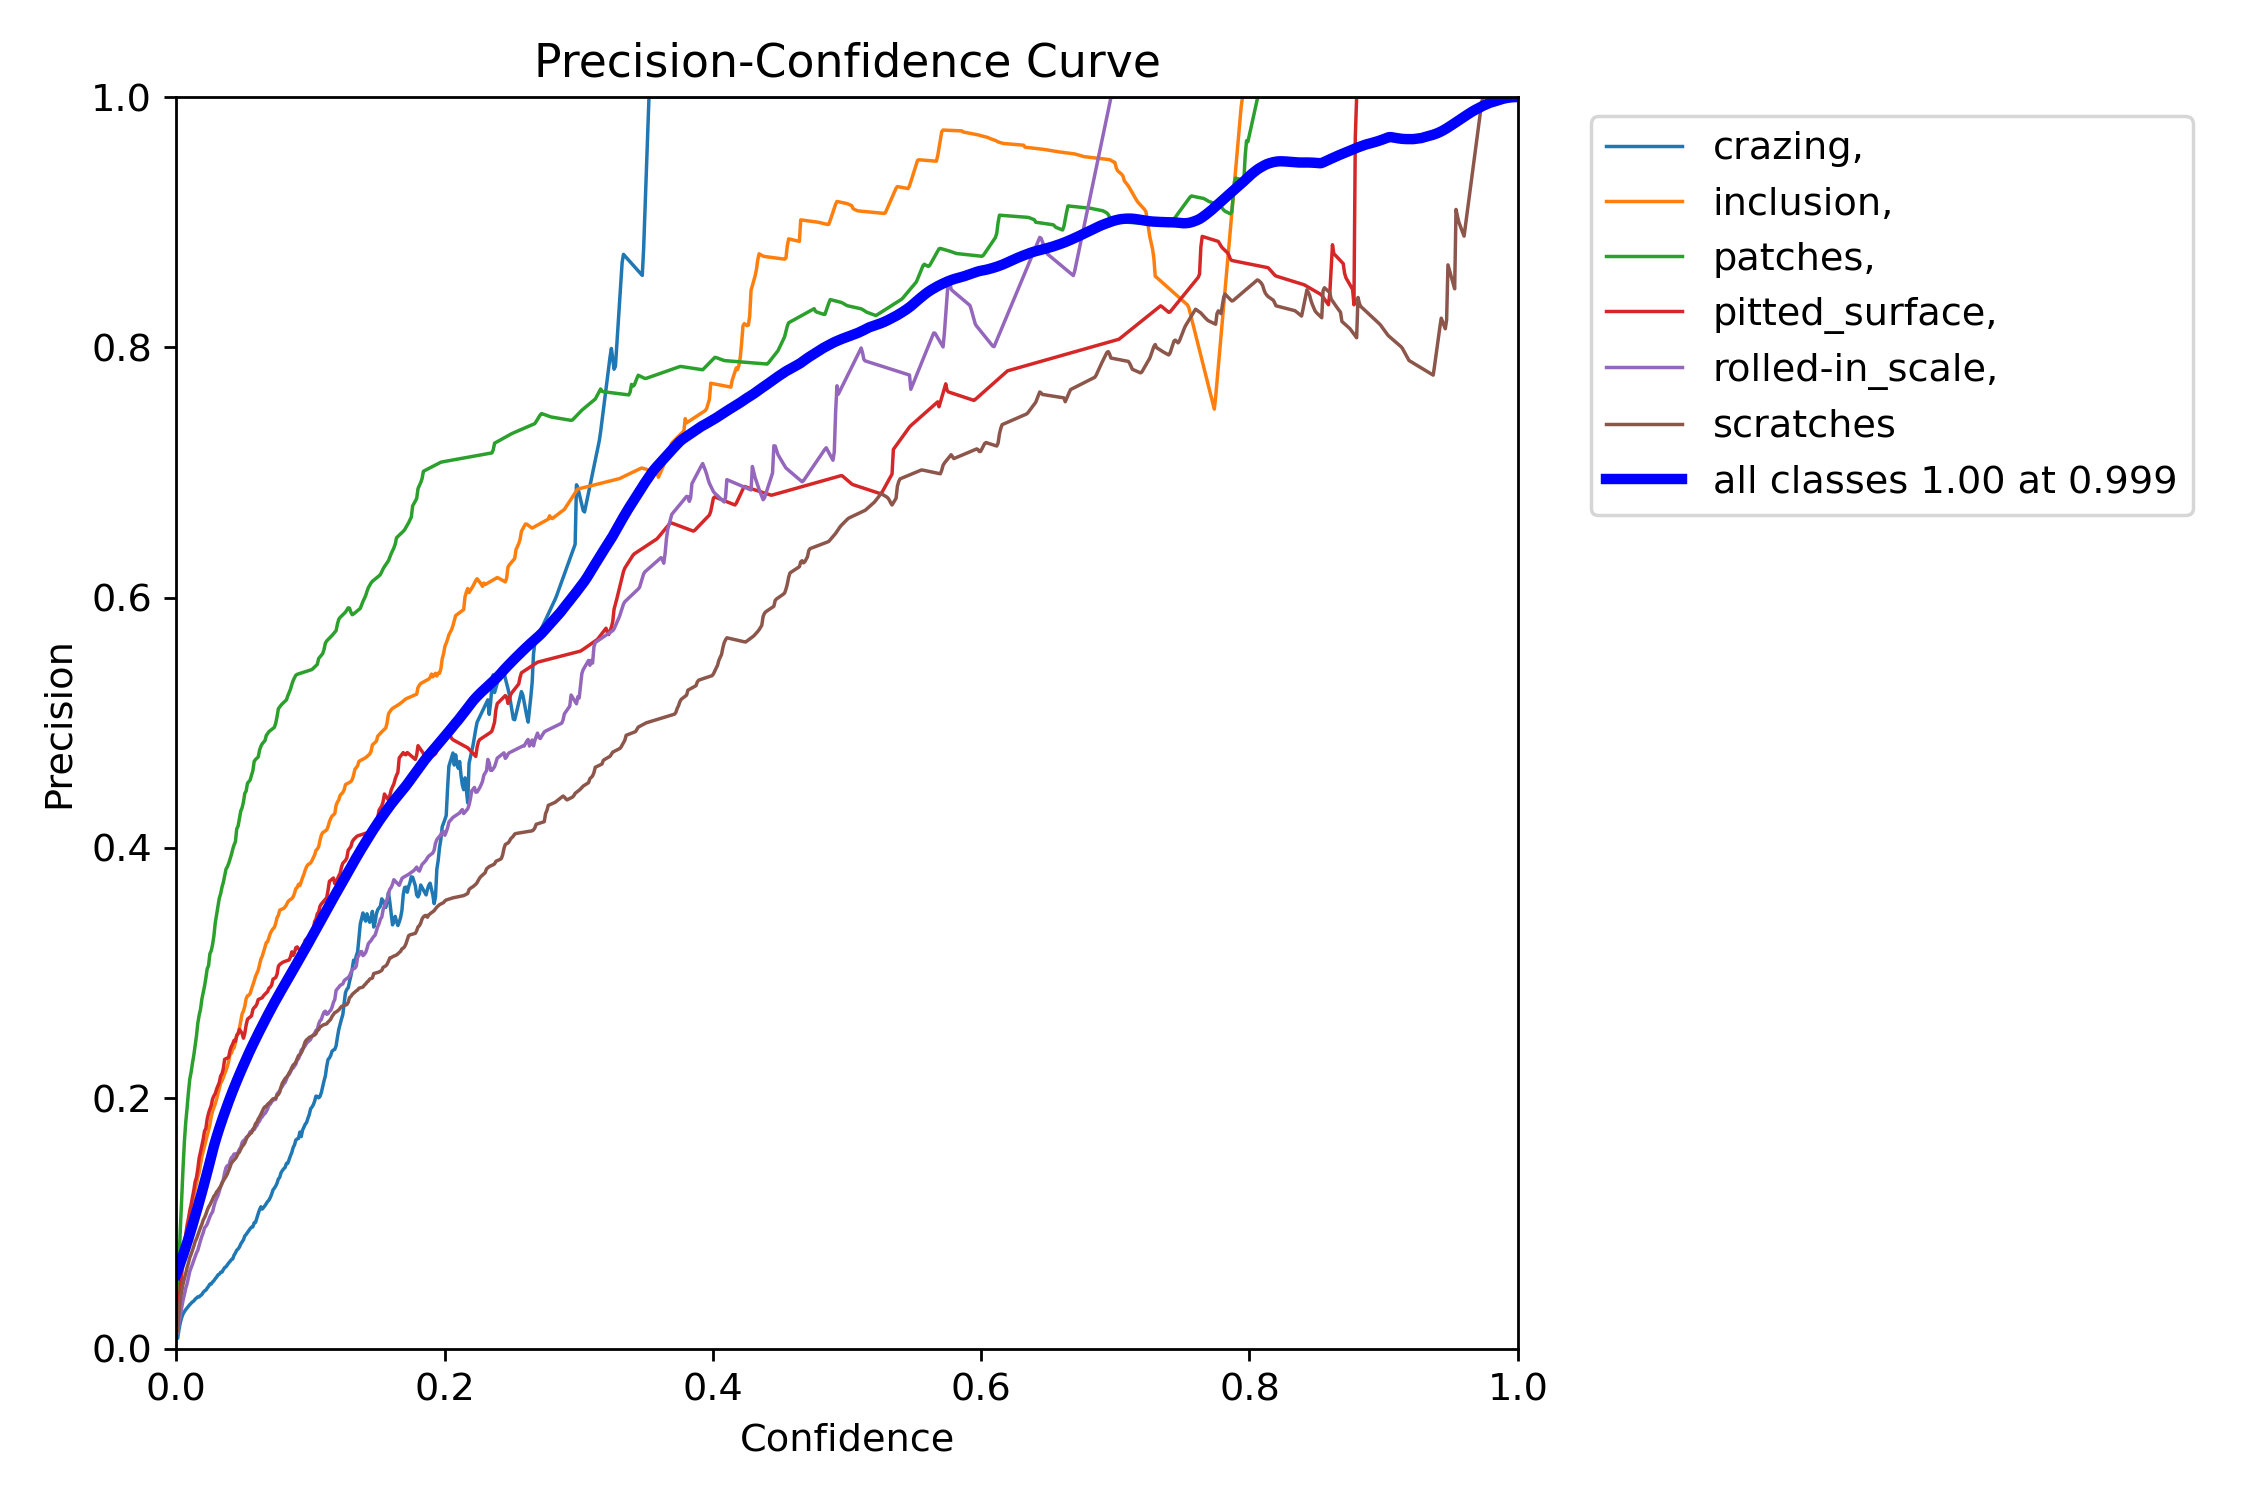 Precision-Confidence Curve
1.0
0.8
0.6
0.4
0.2
0.0
Precision
0.0 0.2 0.4 0.6 0.8 1.0
Confidence
crazing,
inclusion,
patches,
pitted_surface,
rolled-in_scale,
scratches
all classes 1.00 at 0.999